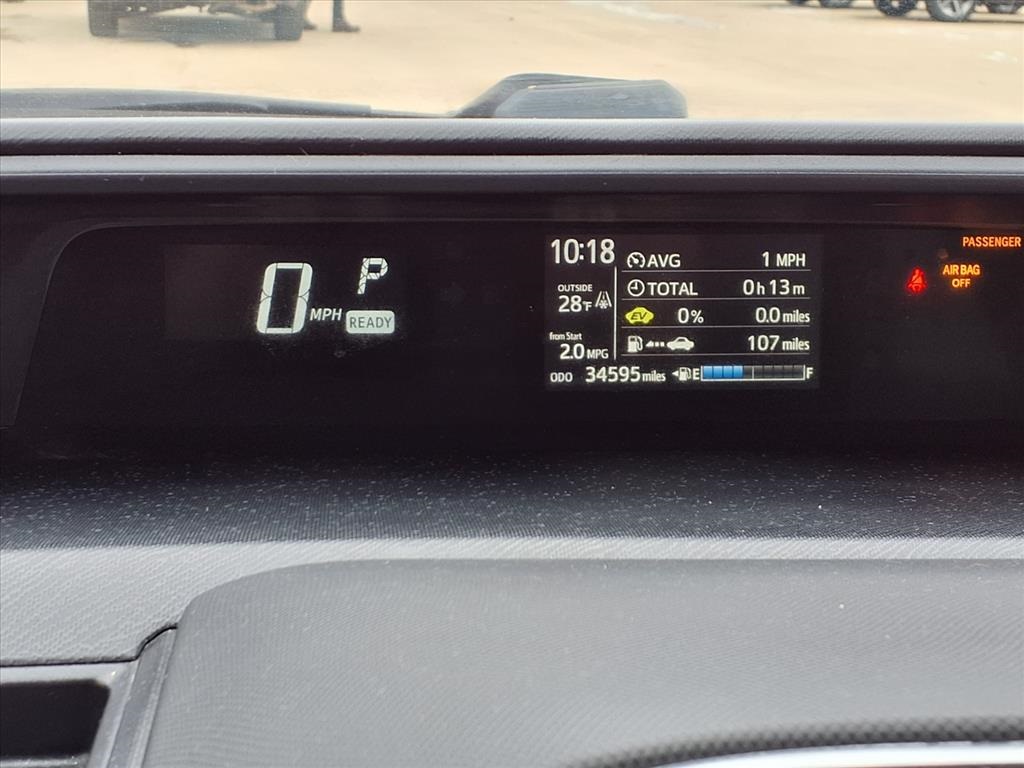 0 MPH P READY
10:18
OUTSIDE
28°F
from Start
2.0 MPG
AVG 1 MPH
TOTAL 0h 13m
EV 0% 0.0 miles
107 miles
ODO 34595 miles E F
PASSENGER
AIR BAG
OFF